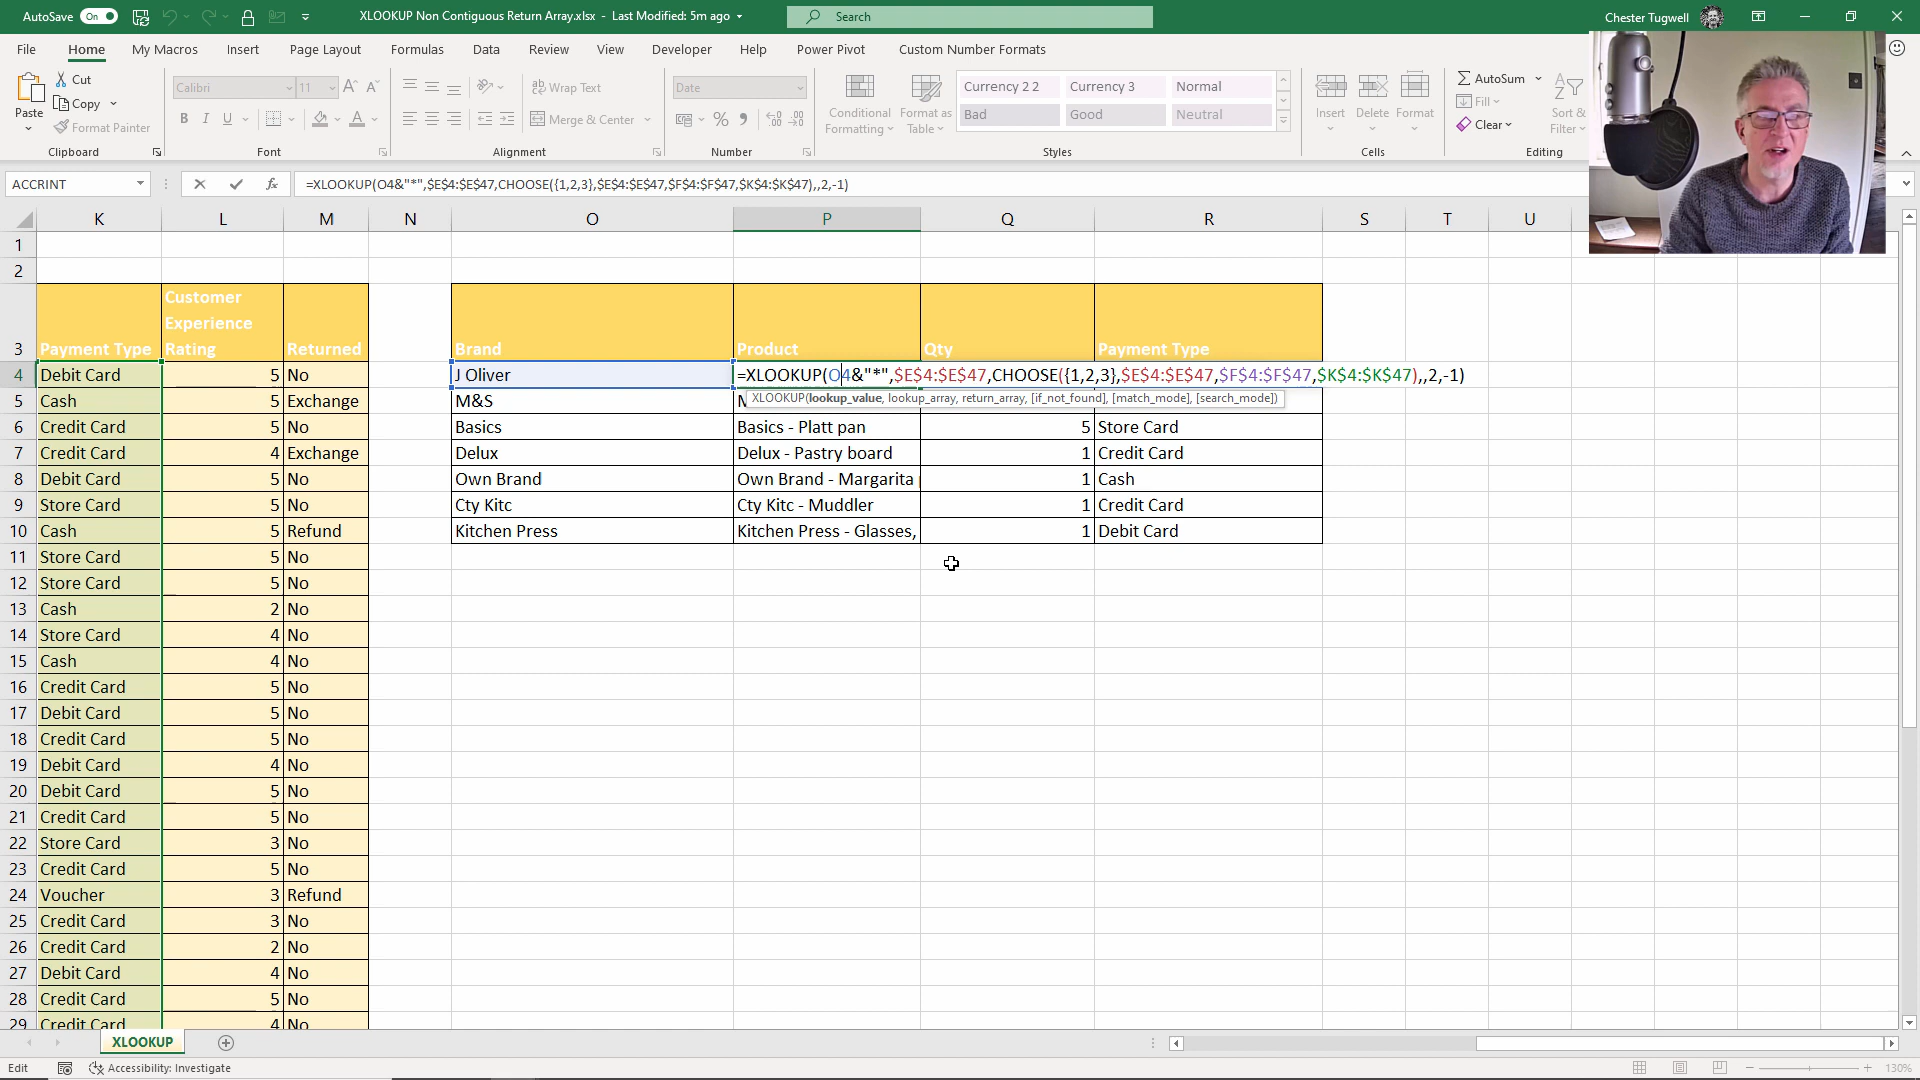 AutoSave On XLOOKUP Non Contiguous Return Array.xlsx - Last Modified: 5m ago Search Chester Tugwell
File Home My Macros Insert Page Layout Formulas Data Review View Developer Help Power Pivot Custom Number Formats
Paste Cut Copy Format Painter Clipboard
Calibri 11 B I U A A A Font
Wrap Text Merge & Center Alignment
Date % Number
Conditional Formatting Format as Table
Currency 2 2 Currency 3 Normal
Bad Good Neutral
Styles
Insert Delete Format Cells
AutoSum Fill Clear Sort & Filter Editing
ACCRINT fx =XLOOKUP(O4&"*",$E$4:$E$47,CHOOSE({1,2,3},$E$4:$E$47,$F$4:$F$47,$K$4:$K$47),,2,-1)
K L M N O P Q R S T U
1
2
3 Payment Type Customer Experience Rating Returned Brand Product Qty Payment Type
4 Debit Card 5 No J Oliver =XLOOKUP(O4&"*",$E$4:$E$47,CHOOSE({1,2,3},$E$4:$E$47,$F$4:$F$47,$K$4:$K$47),,2,-1)
XLOOKUP(lookup_value, lookup_array, return_array, [if_not_found], [match_mode], [search_mode])
5 Cash 5 Exchange M&S
6 Credit Card 5 No Basics Basics - Platt pan 5 Store Card
7 Credit Card 4 Exchange Delux Delux - Pastry board 1 Credit Card
8 Debit Card 5 No Own Brand Own Brand - Margarita 1 Cash
9 Store Card 5 No Cty Kitc Cty Kitc - Muddler 1 Credit Card
10 Cash 5 Refund Kitchen Press Kitchen Press - Glasses, 1 Debit Card
11 Store Card 5 No
12 Store Card 5 No
13 Cash 2 No
14 Store Card 4 No
15 Cash 4 No
16 Credit Card 5 No
17 Debit Card 5 No
18 Credit Card 5 No
19 Debit Card 4 No
20 Debit Card 5 No
21 Credit Card 5 No
22 Store Card 3 No
23 Credit Card 5 No
24 Voucher 3 Refund
25 Credit Card 3 No
26 Credit Card 2 No
27 Debit Card 4 No
28 Credit Card 5 No
29 Credit Card 4 No
XLOOKUP
Edit Accessibility: Investigate 130%